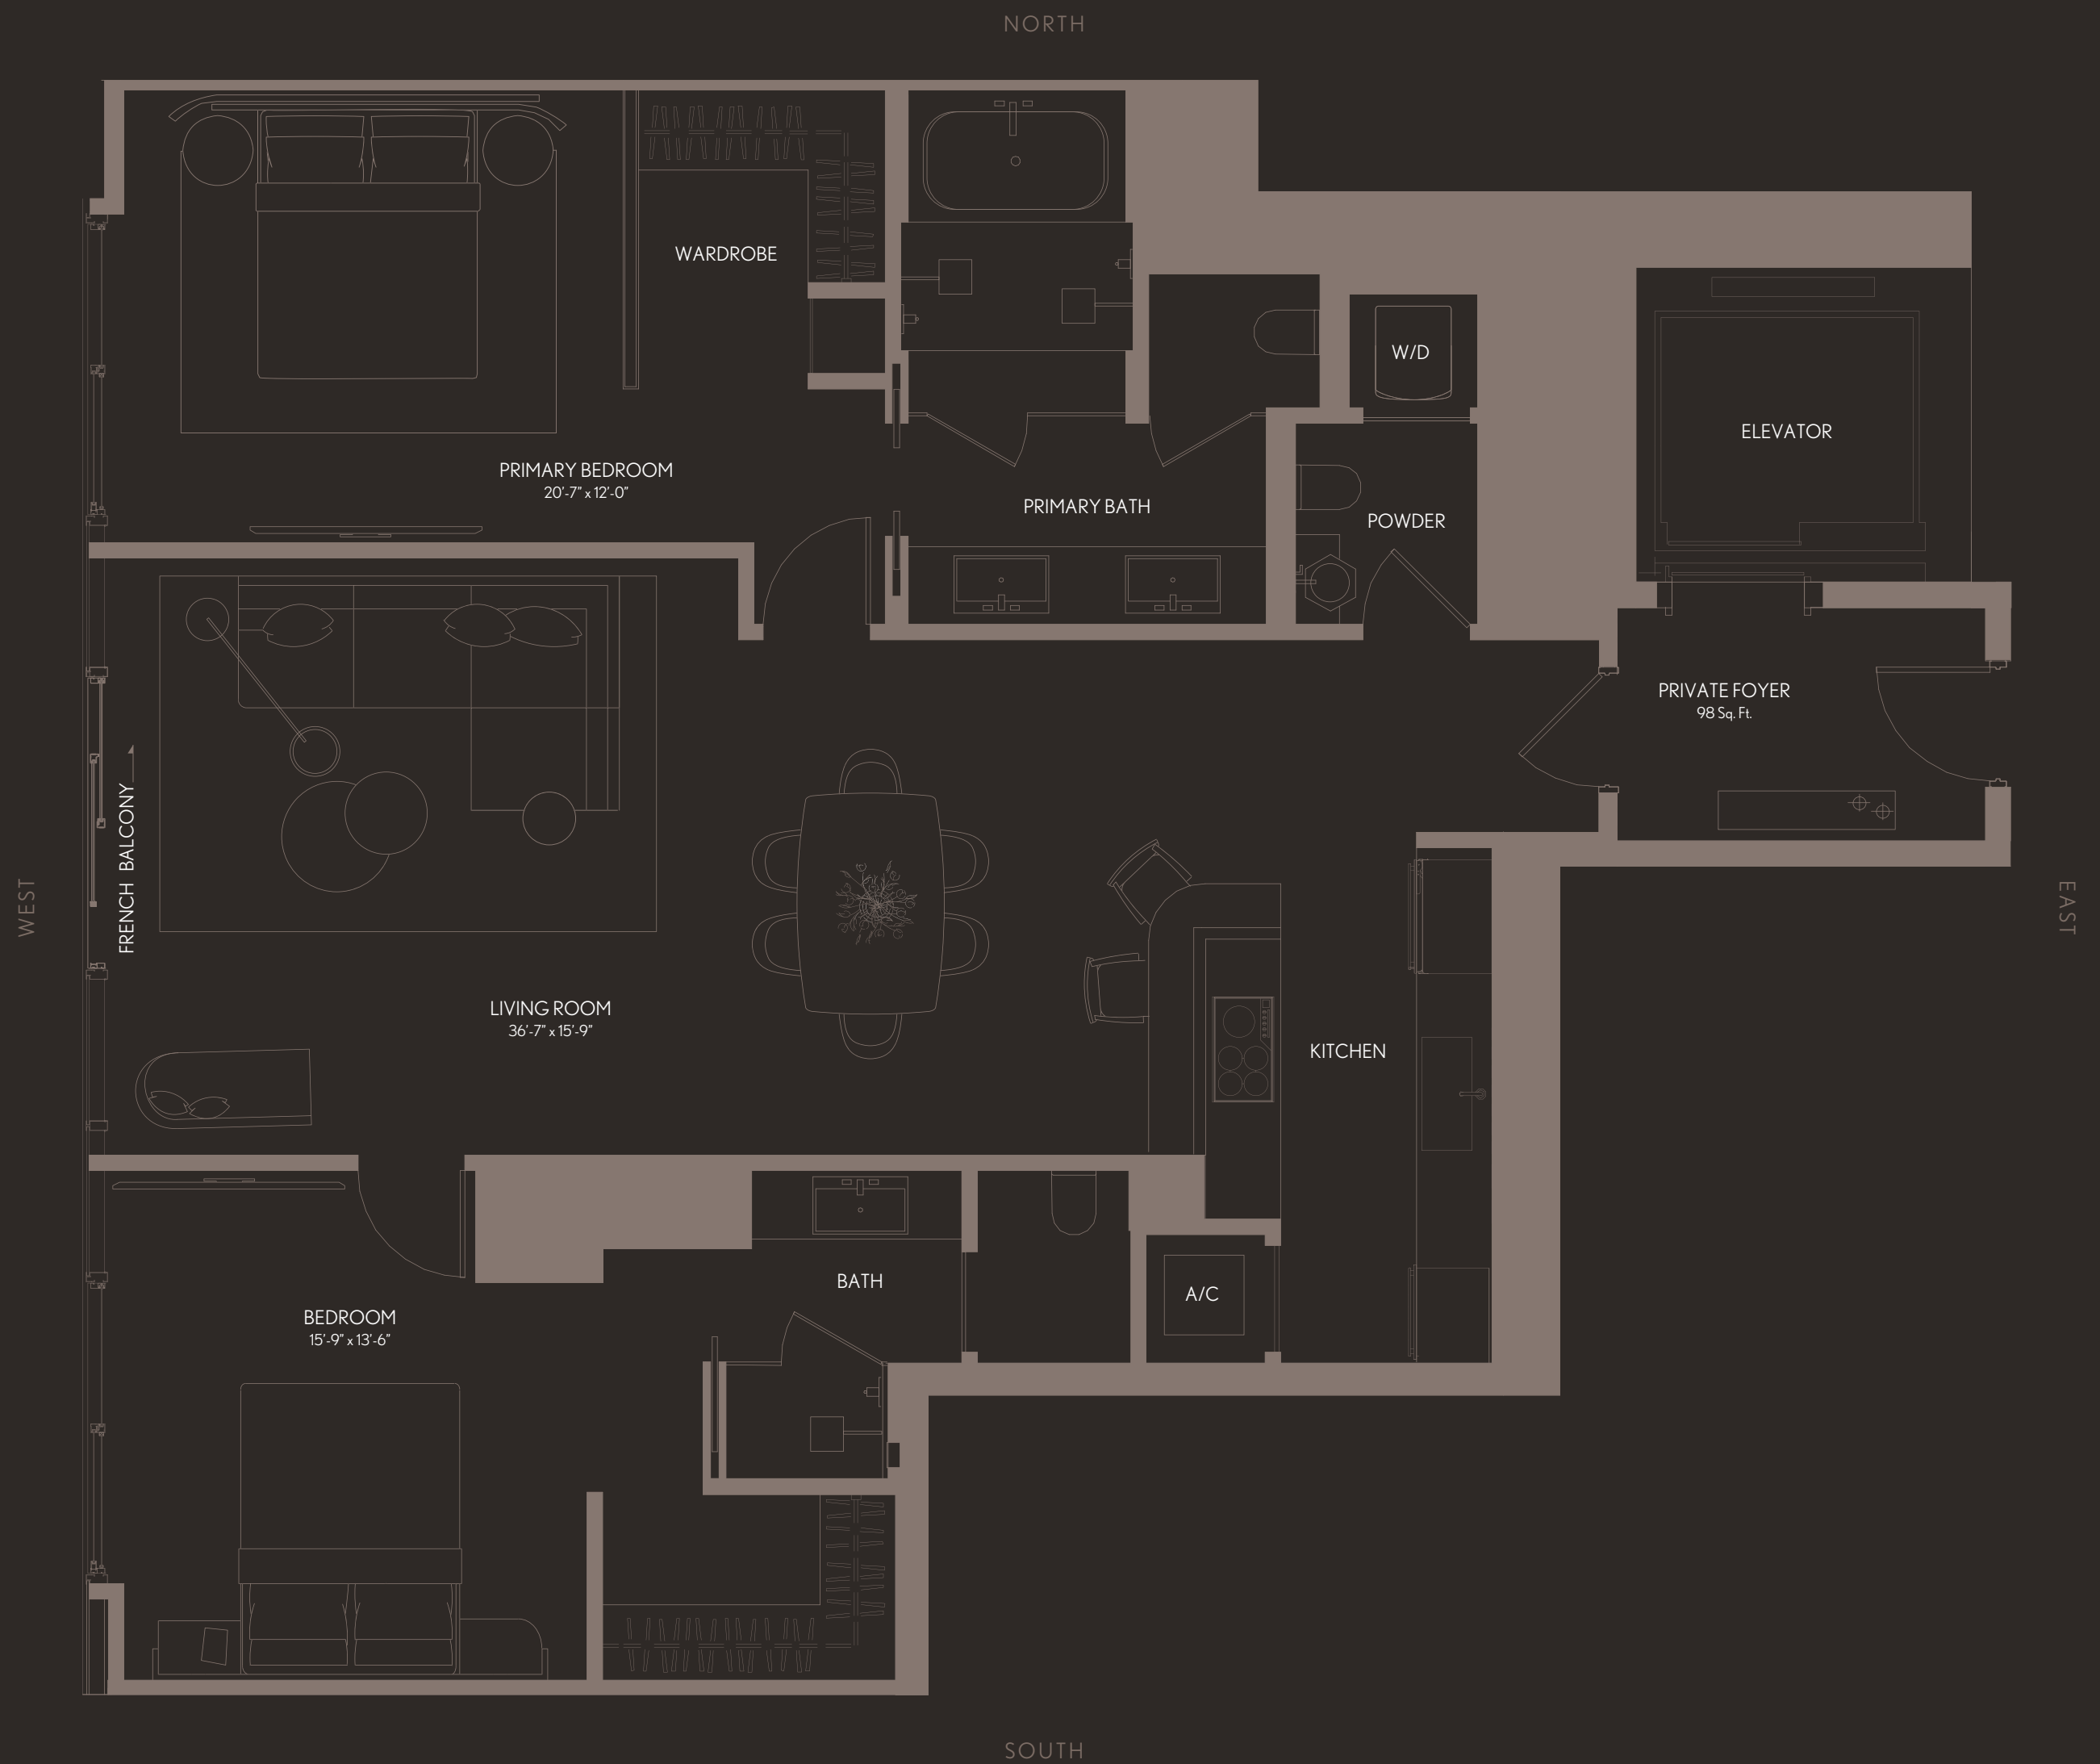 NORTH
WARDROBE
W/D
ELEVATOR
PRIMARY BEDROOM
20'-7" x 12'-0"
PRIMARY BATH
POWDER
PRIVATE FOYER
98 Sq. Ft.
FRENCH BALCONY
WEST
EAST
LIVING ROOM
36'-7" x 15'-9"
KITCHEN
BATH
A/C
BEDROOM
15'-9" x 13'-6"
SOUTH